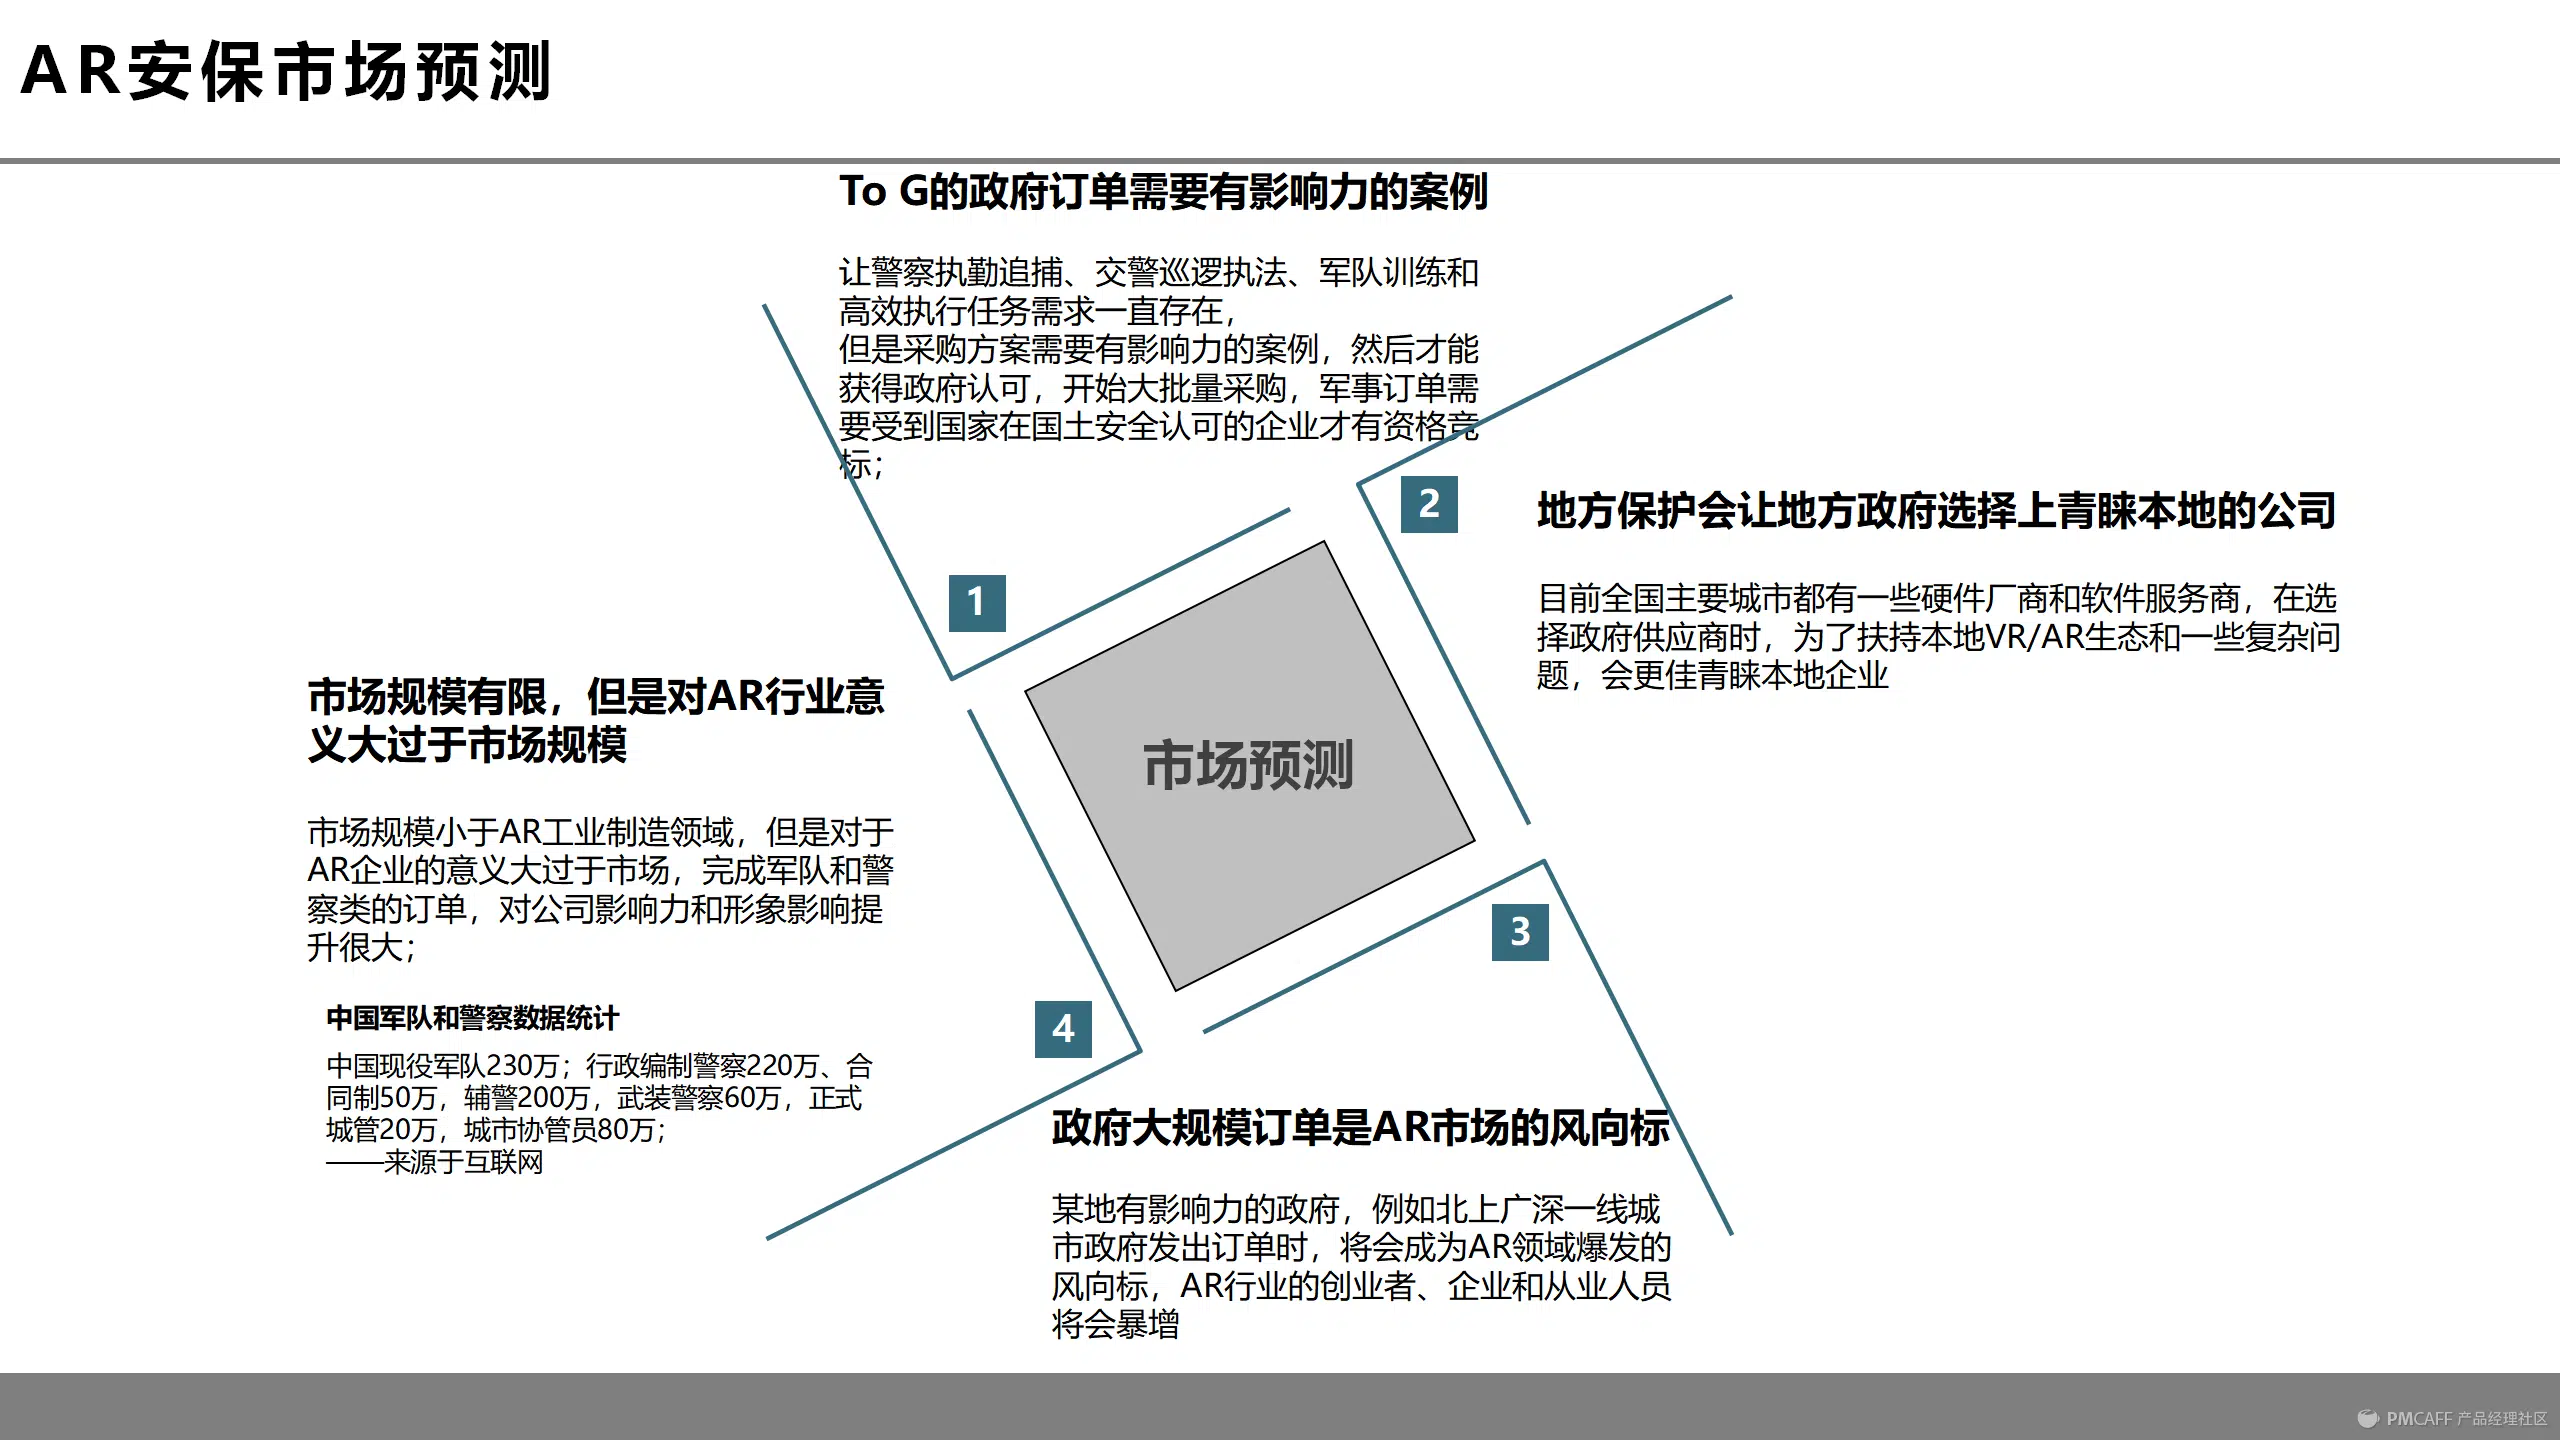 AR安保市场预测
To G的政府订单需要有影响力的案例
让警察执勤追捕、交警巡逻执法、军队训练和
高效执行任务需求一直存在，
但是采购方案需要有影响力的案例，然后才能
获得政府认可，开始大批量采购，军事订单需
要受到国家在国土安全认可的企业才有资格竞
标；
1
2
地方保护会让地方政府选择上青睐本地的公司
目前全国主要城市都有一些硬件厂商和软件服务商，在选
择政府供应商时，为了扶持本地VR/AR生态和一些复杂问
题，会更佳青睐本地企业
市场预测
3
政府大规模订单是AR市场的风向标
某地有影响力的政府，例如北上广深一线城
市政府发出订单时，将会成为AR领域爆发的
风向标，AR行业的创业者、企业和从业人员
将会暴增
4
市场规模有限，但是对AR行业意
义大过于市场规模
市场规模小于AR工业制造领域，但是对于
AR企业的意义大过于市场，完成军队和警
察类的订单，对公司影响力和形象影响提
升很大；
中国军队和警察数据统计
中国现役军队230万；行政编制警察220万、合
同制50万，辅警200万，武装警察60万，正式
城管20万，城市协管员80万；
——来源于互联网
PMCAFF 产品经理社区